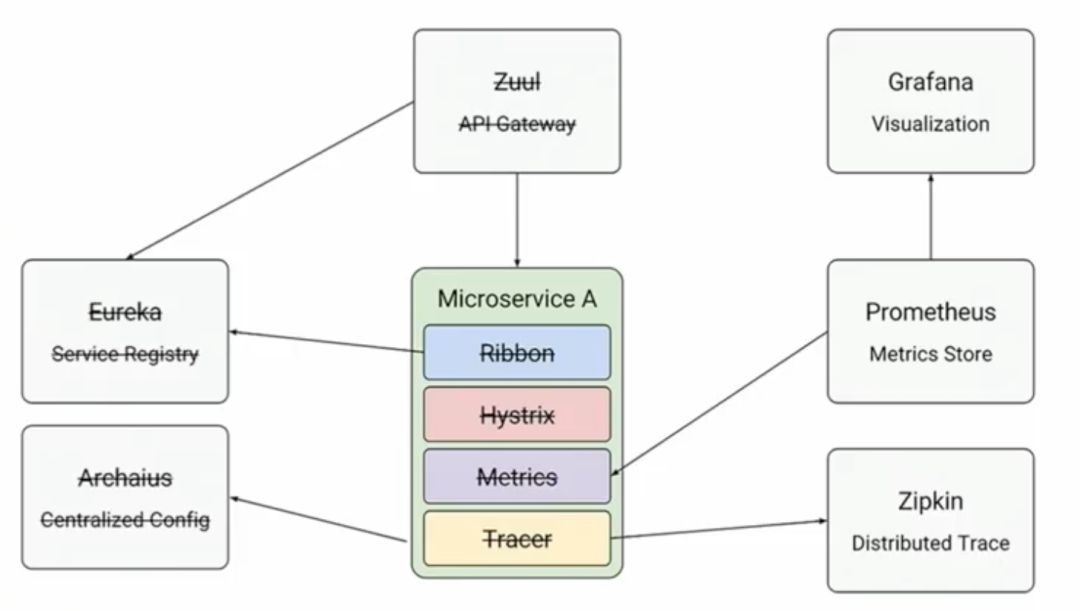 Zuul
API Gateway
Grafana
Visualization
Eureka
Service Registry
Microservice A
Ribbon
Hystrix
Metrics
Tracer
Prometheus
Metrics Store
Archaius
Centralized Config
Zipkin
Distributed Trace